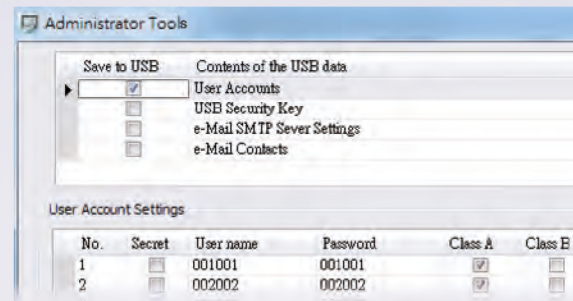 Administrator Tools
Save to USB Contents of the USB data
User Accounts
USB Security Key
e-Mail SMTP Sever Settings
e-Mail Contacts
User Account Settings
No. Secret User name Password Class A Class B
1 001001 001001
2 002002 002002